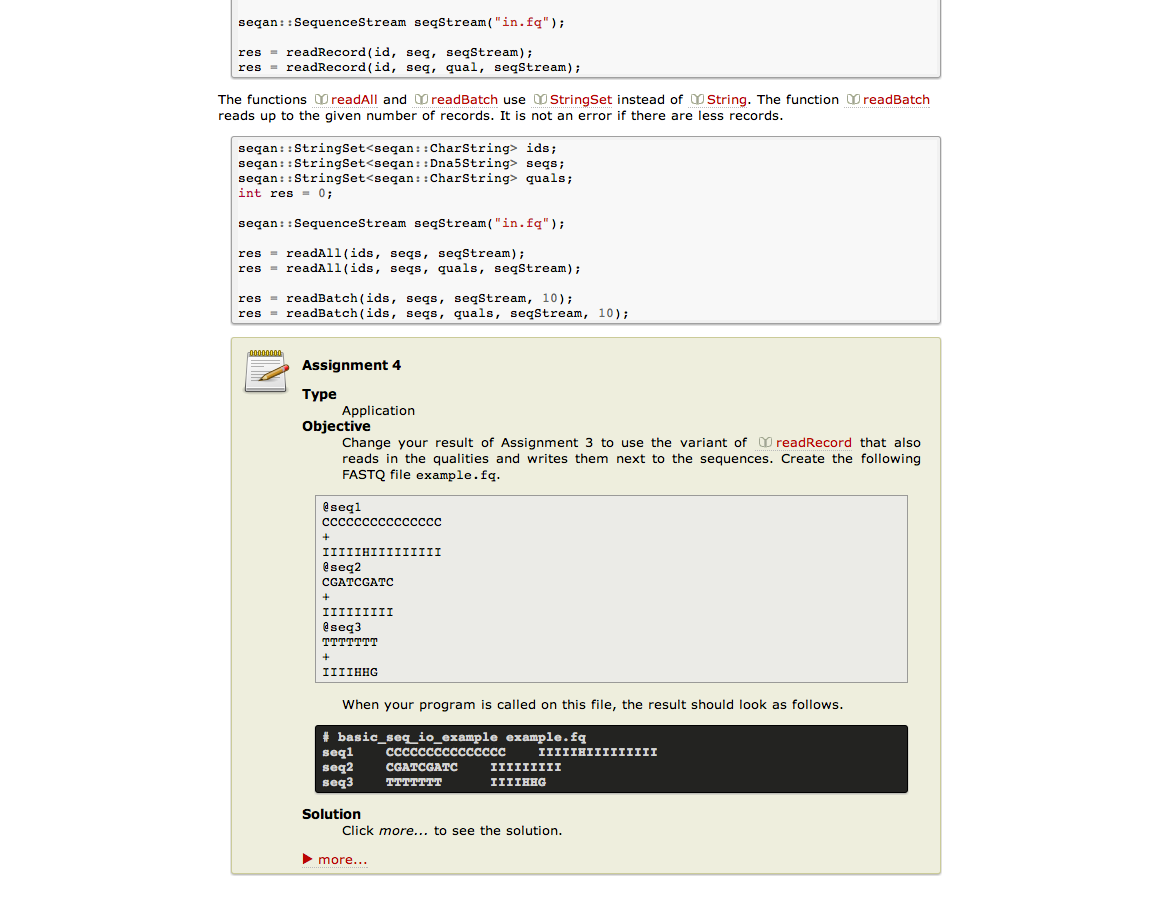 seqan::SequenceStream seqStream("in.fq");
res = readRecord(id, seq, seqStream);
res = readRecord(id, seq, qual, seqStream);
The functions readAll and readBatch use StringSet instead of String. The function readBatch
reads up to the given number of records. It is not an error if there are less records.
seqan::StringSet<seqan::CharString> ids;
seqan::StringSet<seqan::Dna5String> seqs;
seqan::StringSet<seqan::CharString> quals;
int res = 0;
seqan::SequenceStream seqStream("in.fq");
res = readAll(ids, seqs, seqStream);
res = readAll(ids, seqs, quals, seqStream);
res = readBatch(ids, seqs, seqStream, 10);
res = readBatch(ids, seqs, quals, seqStream, 10);
Assignment 4
Type
Application
Objective
Change your result of Assignment 3 to use the variant of readRecord that also
reads in the qualities and writes them next to the sequences. Create the following
FASTQ file example.fq.
@seq1
CCCCCCCCCCCCCCC
+
IIIIIHIIIIIIIII
@seq2
CGATCGATC
+
IIIIIIIII
@seq3
TTTTTTT
+
IIIIHHG
When your program is called on this file, the result should look as follows.
# basic_seq_io_example example.fq
seq1    CCCCCCCCCCCCCCC    IIIIIHIIIIIIIII
seq2    CGATCGATC    IIIIIIIII
seq3    TTTTTTT      IIIIHHG
Solution
Click more... to see the solution.
more...